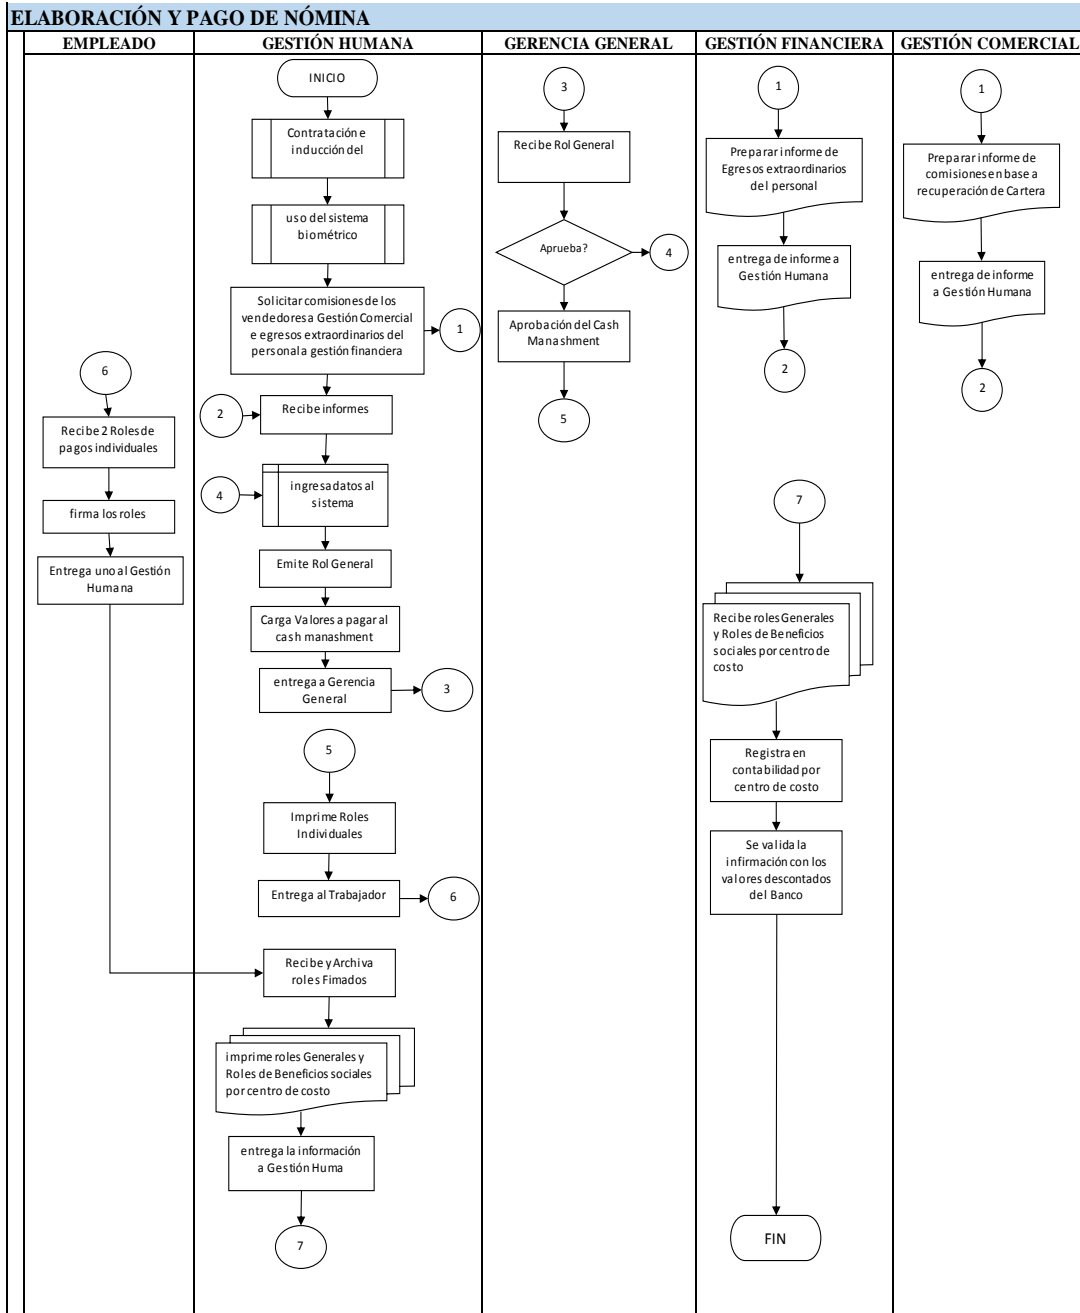 ELABORACIÓN Y PAGO DE NÓMINA
EMPLEADO
GESTIÓN HUMANA
GERENCIA GENERAL
GESTIÓN FINANCIERA
GESTIÓN COMERCIAL
6
Recibe 2 Roles de
pagos individuales
firma los roles
Entrega uno al Gestión
Humana
INICIO
Contratación e
inducción del
uso del sistema
biométrico
Solicitar comisiones de los
vendedores a Gestión Comercial
e egresos extraordinarios del
personal a gestión financiera
1
2
Recibe informes
4
ingresa datos al
sistema
Emite Rol General
Carga Valores a pagar al
cash manashment
entrega a Gerencia
General
3
5
Imprime Roles
Individuales
Entrega al Trabajador
6
Recibe y Archiva
roles Fimados
imprime roles Generales y
Roles de Beneficios sociales
por centro de costo
entrega la información
a Gestión Huma
7
3
Recibe Rol General
Aprueba?
4
Aprobación del Cash
Manashment
5
1
Preparar informe de
Egresos extraordinarios
del personal
entrega de informe a
Gestión Humana
2
7
Recibe roles Generales
y Roles de Beneficios
sociales por centro de
costo
Registra en
contabilidad por
centro de costo
Se valida la
infirmación con los
valores descontados
del Banco
FIN
1
Preparar informe de
comisiones en base a
recuperación de Cartera
entrega de informe
a Gestión Humana
2